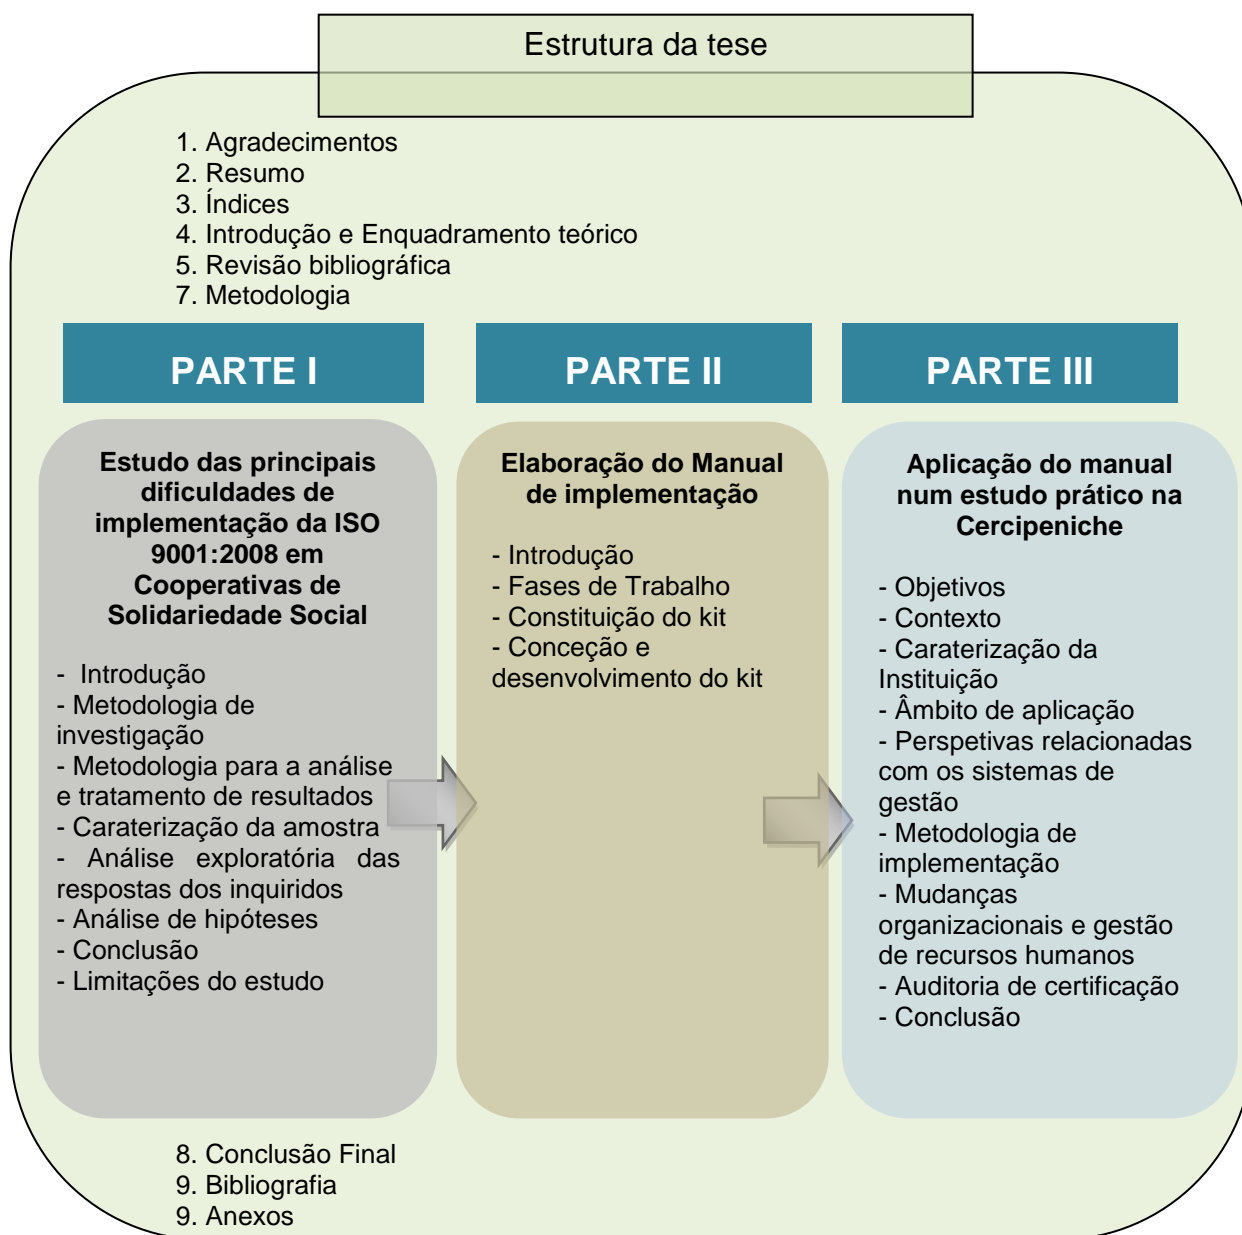 Estrutura da tese
1. Agradecimentos
2. Resumo
3. Índices
4. Introdução e Enquadramento teórico
5. Revisão bibliográfica
7. Metodologia
PARTE I
Estudo das principais
dificuldades de
implementação da ISO
9001:2008 em
Cooperativas de
Solidariedade Social
- Introdução
- Metodologia de
investigação
- Metodologia para a análise
e tratamento de resultados
- Caraterização da amostra
- Análise exploratória das
respostas dos inquiridos
- Análise de hipóteses
- Conclusão
- Limitações do estudo
PARTE II
Elaboração do Manual
de implementação
- Introdução
- Fases de Trabalho
- Constituição do kit
- Conceção e
desenvolvimento do kit
PARTE III
Aplicação do manual
num estudo prático na
Cercipeniche
- Objetivos
- Contexto
- Caraterização da
Instituição
- Âmbito de aplicação
- Perspetivas relacionadas
com os sistemas de
gestão
- Metodologia de
implementação
- Mudanças
organizacionais e gestão
de recursos humanos
- Auditoria de certificação
- Conclusão
8. Conclusão Final
9. Bibliografia
9. Anexos